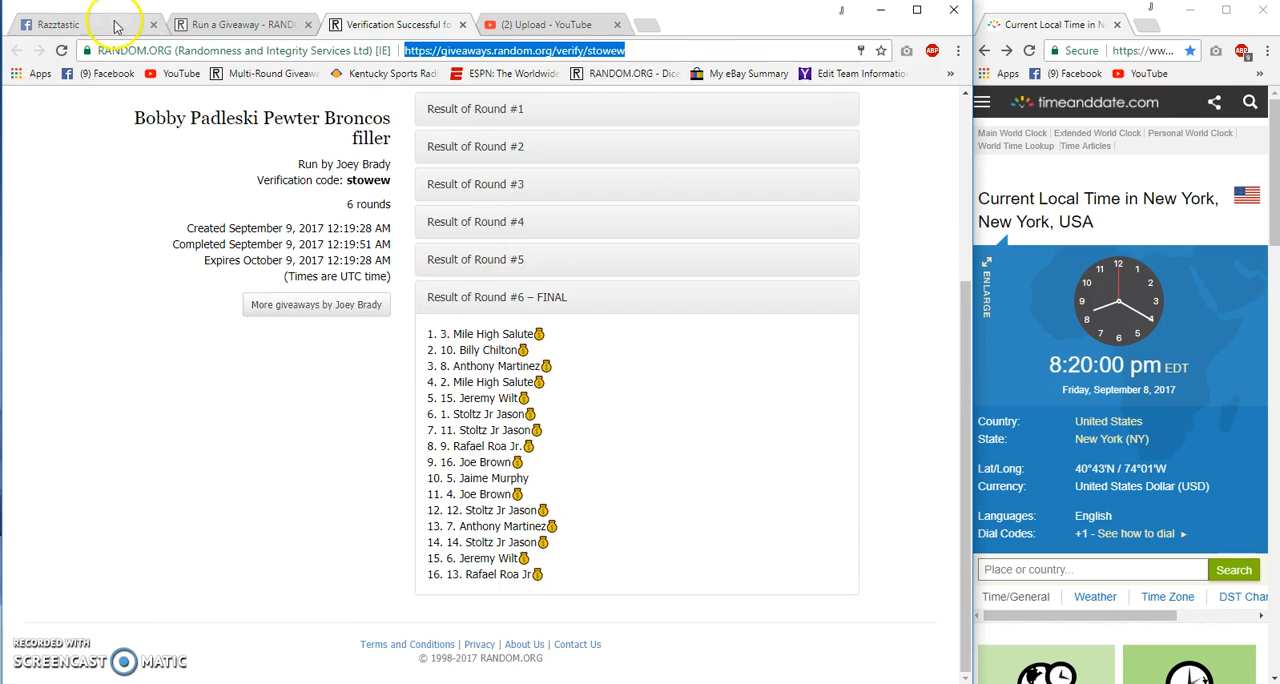 Razztastic
Run a Giveaway - RAND
Verification Successful fo
(2) Upload - YouTube
Current Local Time in N
RANDOM.ORG (Randomness and Integrity Services Ltd) [IE]
https://giveaways.random.org/verify/stowew
ABP
Secure
https://ww...
Apps
(9) Facebook
YouTube
Multi-Round Giveawa
Kentucky Sports Radi
ESPN: The Worldwide
RANDOM.ORG - Dice
My eBay Summary
Edit Team Informatio
»
Apps
(9) Facebook
YouTube
»
Bobby Padleski Pewter Broncos
filler
Run by Joey Brady
Verification code: stowew
6 rounds
Created September 9, 2017 12:19:28 AM
Completed September 9, 2017 12:19:51 AM
Expires October 9, 2017 12:19:28 AM
(Times are UTC time)
More giveaways by Joey Brady
Result of Round #1
Result of Round #2
Result of Round #3
Result of Round #4
Result of Round #5
Result of Round #6 – FINAL
1. 3. Mile High Salute
2. 10. Billy Chilton
3. 8. Anthony Martinez
4. 2. Mile High Salute
5. 15. Jeremy Wilt
6. 1. Stoltz Jr Jason
7. 11. Stoltz Jr Jason
8. 9. Rafael Roa Jr.
9. 16. Joe Brown
10. 5. Jaime Murphy
11. 4. Joe Brown
12. 12. Stoltz Jr Jason
13. 7. Anthony Martinez
14. 14. Stoltz Jr Jason
15. 6. Jeremy Wilt
16. 13. Rafael Roa Jr
Terms and Conditions | Privacy | About Us | Contact Us
© 1998-2017 RANDOM.ORG
RECORDED WITH
SCREENCAST MATIC
timeanddate.com
Main World Clock | Extended World Clock | Personal World Clock |
World Time Lookup | Time Articles |
Current Local Time in New York,
New York, USA
ENLARGE
12
1
2
3
4
5
6
7
8
9
10
11
8:20:00 pm EDT
Friday, September 8, 2017
Country: United States
State: New York (NY)
Lat/Long: 40°43'N / 74°01'W
Currency: United States Dollar (USD)
Languages: English
Dial Codes: +1 - See how to dial
Place or country...
Search
Time/General
Weather
Time Zone
DST Char